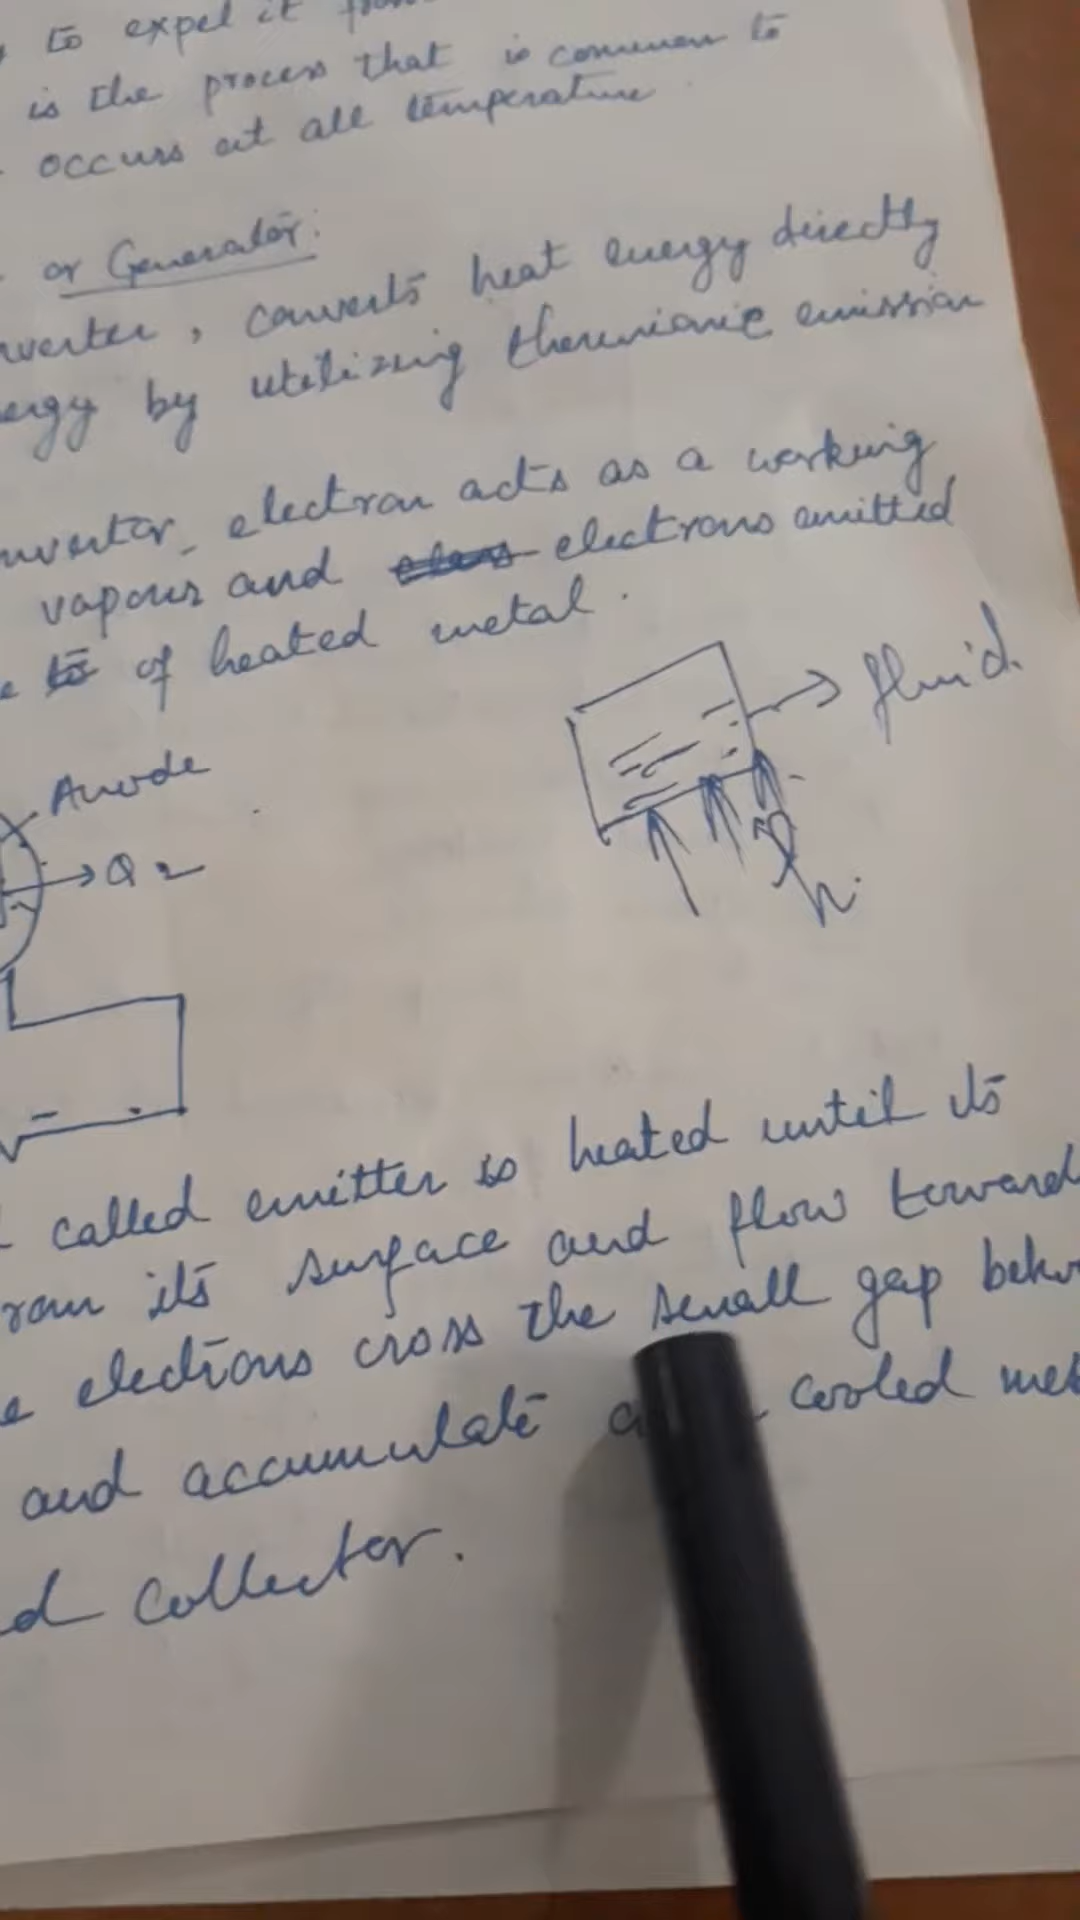 to expel it from
is the process that is common to
occurs at all temperature
or Generator:
verter, converts heat energy directly
ergy by utilizing thermionic emission
nvertor, electron acts as a working
vapour and electrons emitted
of heated metal.
fluid.
Anode
Q2
called emitter is heated until its
rom its surface and flow toward
e electrons cross the small gap betw
and accumulate cooled met
d collector.